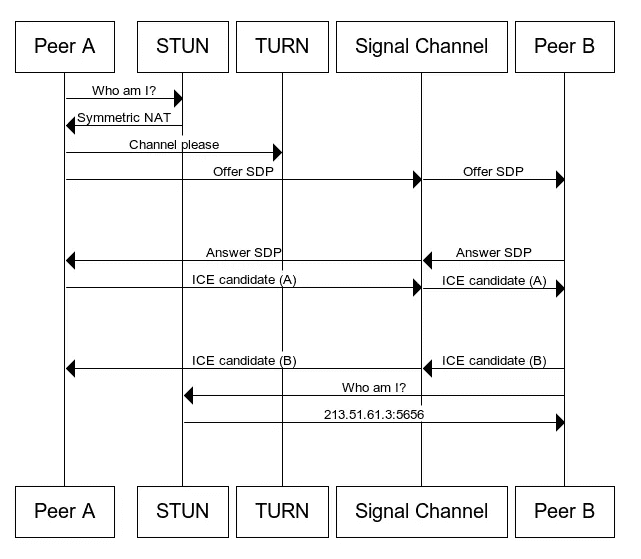 Peer A
STUN
TURN
Signal Channel
Peer B
Who am I?
Symmetric NAT
Channel please
Offer SDP
Offer SDP
Answer SDP
Answer SDP
ICE candidate (A)
ICE candidate (A)
ICE candidate (B)
ICE candidate (B)
Who am I?
213.51.61.3:5656
Peer A
STUN
TURN
Signal Channel
Peer B